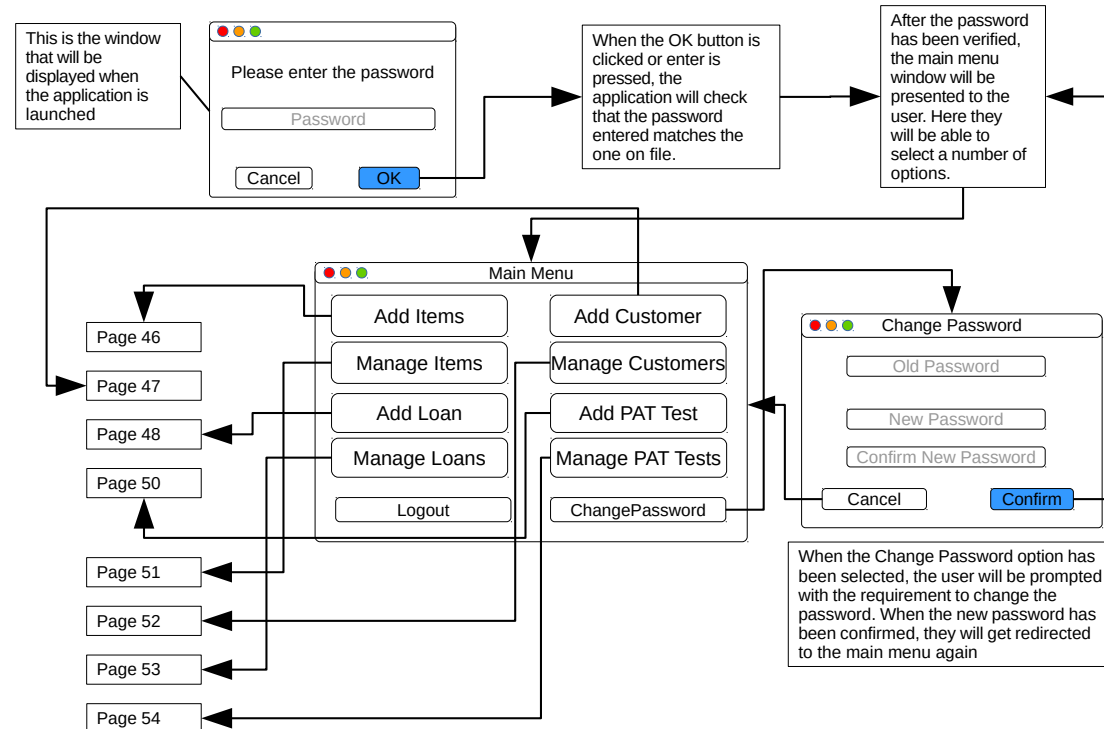 This is the window
that will be
displayed when
the application is
launched
Please enter the password
Password
Cancel
OK
When the OK button is
clicked or enter is
pressed, the
application will check
that the password
entered matches the
one on file.
After the password
has been verified,
the main menu
window will be
presented to the
user. Here they
will be able to
select a number of
options.
Main Menu
Add Items
Add Customer
Manage Items
Manage Customers
Add Loan
Add PAT Test
Manage Loans
Manage PAT Tests
Logout
ChangePassword
Page 46
Page 47
Page 48
Page 50
Page 51
Page 52
Page 53
Page 54
Change Password
Old Password
New Password
Confirm New Password
Cancel
Confirm
When the Change Password option has
been selected, the user will be prompted
with the requirement to change the
password. When the new password has
been confirmed, they will get redirected
to the main menu again